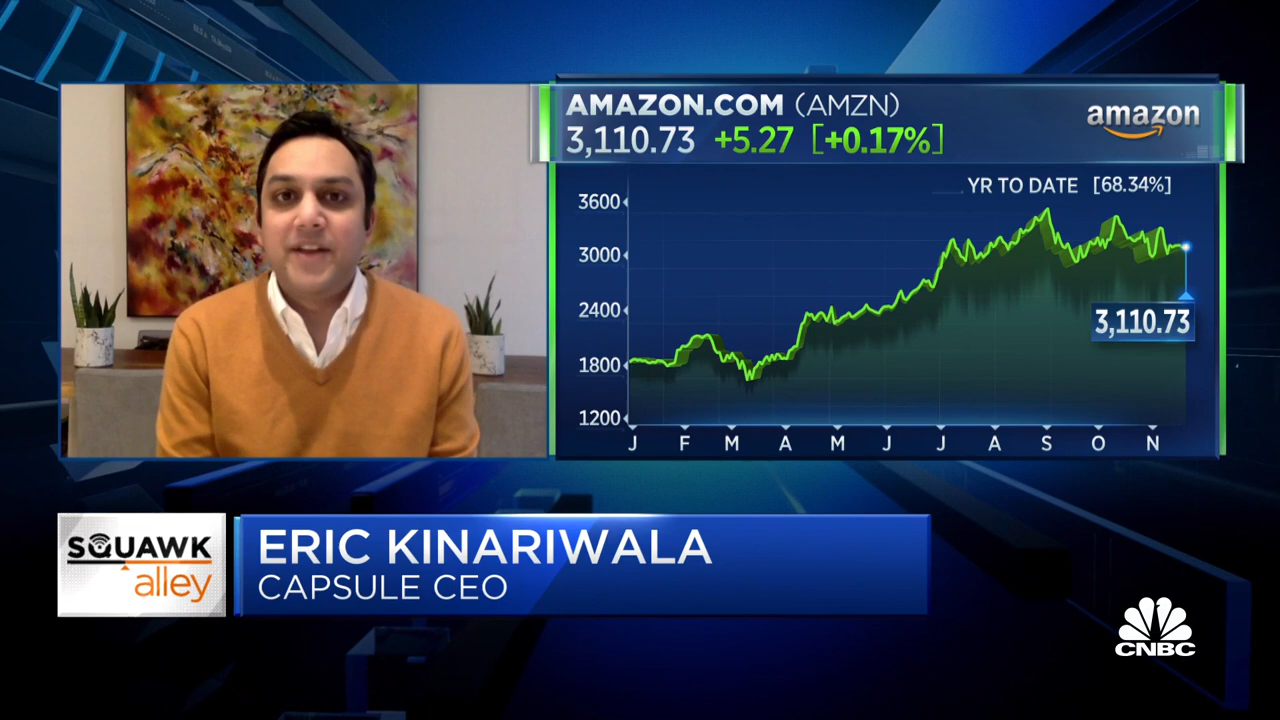 AMAZON.COM (AMZN)
3,110.73 +5.27 [+0.17%]
amazon
YR TO DATE [68.34%]
3600
3000
2400
1800
1200
3,110.73
J F M A M J J A S O N
SQUAWK
alley
ERIC KINARIWALA
CAPSULE CEO
CNBC